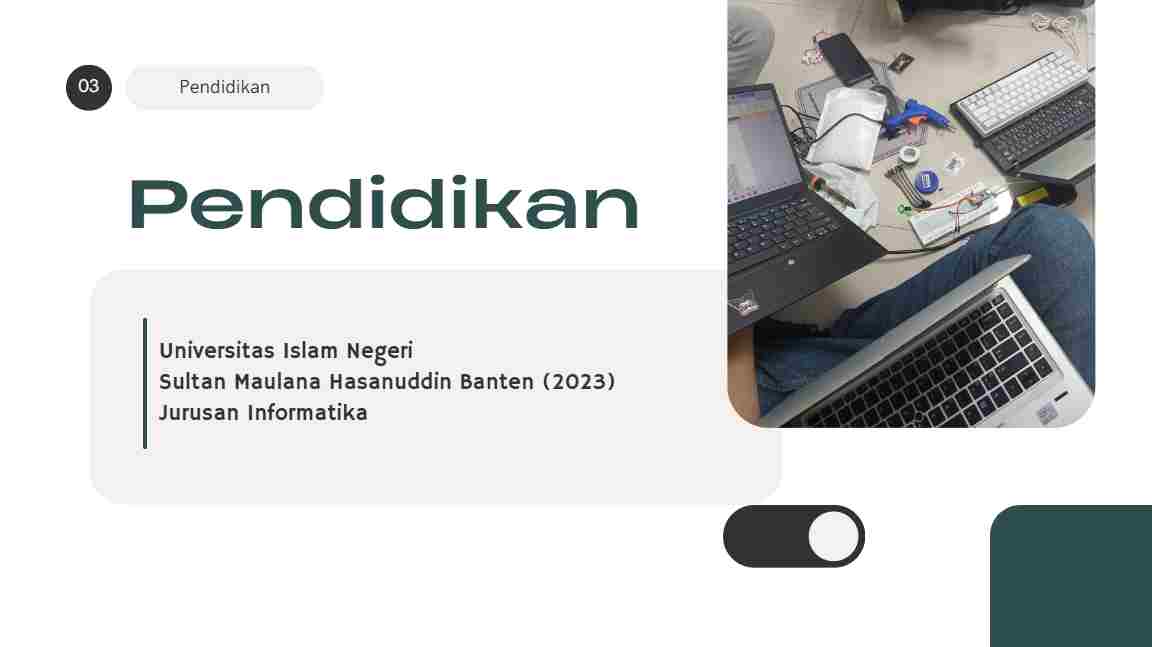 03
Pendidikan
Pendidikan
Universitas Islam Negeri
Sultan Maulana Hasanuddin Banten (2023)
Jurusan Informatika